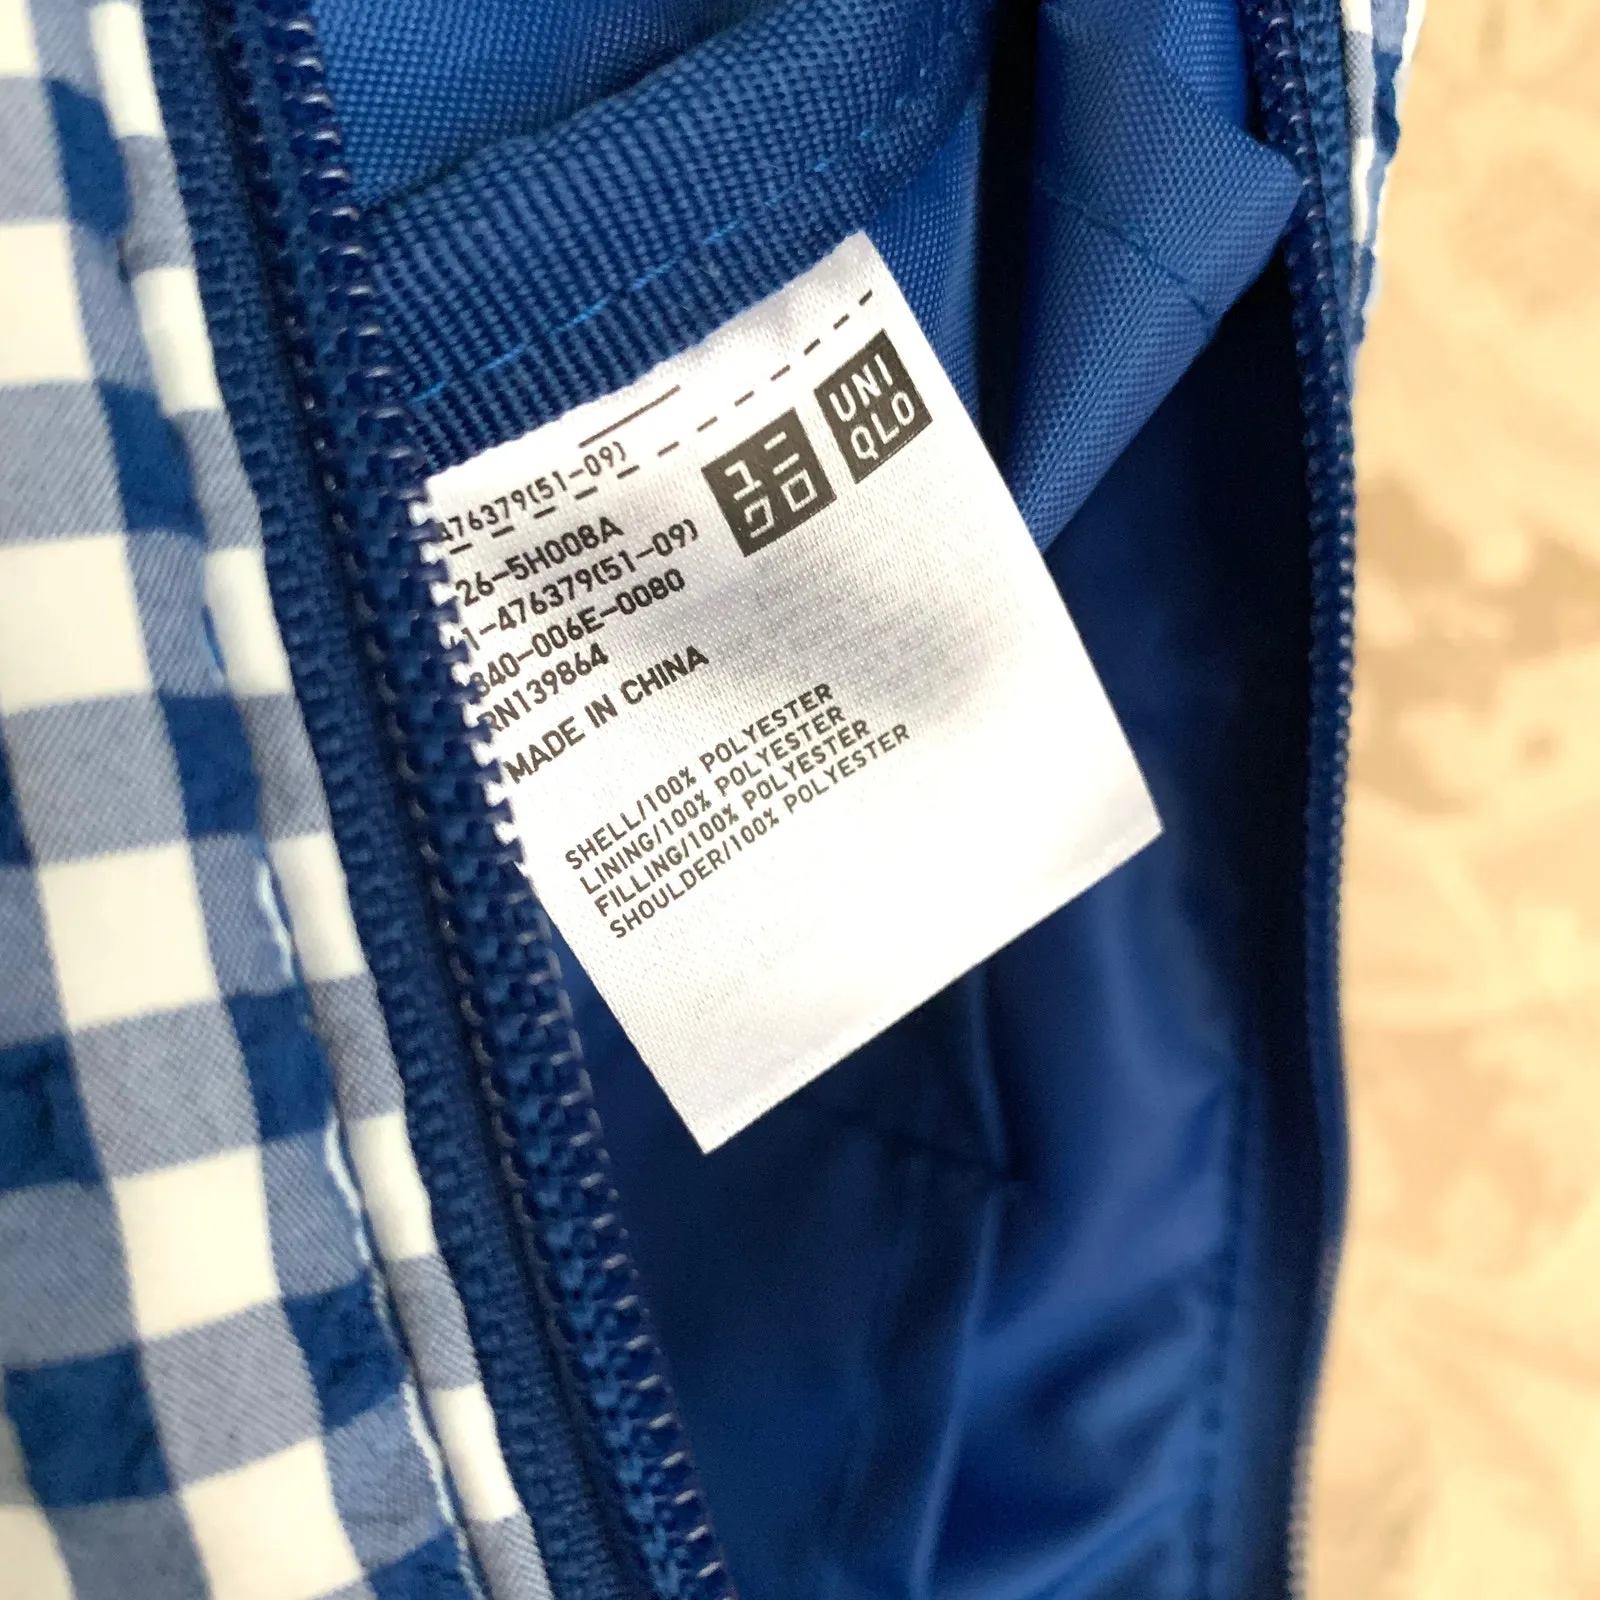 ユニ
クロ
UNI
QLO
476379(51-09)
26-5H008A
1-476379(51-09)
340-006E-0080
RN139864
MADE IN CHINA
SHELL/100% POLYESTER
LINING/100% POLYESTER
FILLING/100% POLYESTER
SHOULDER/100% POLYESTER